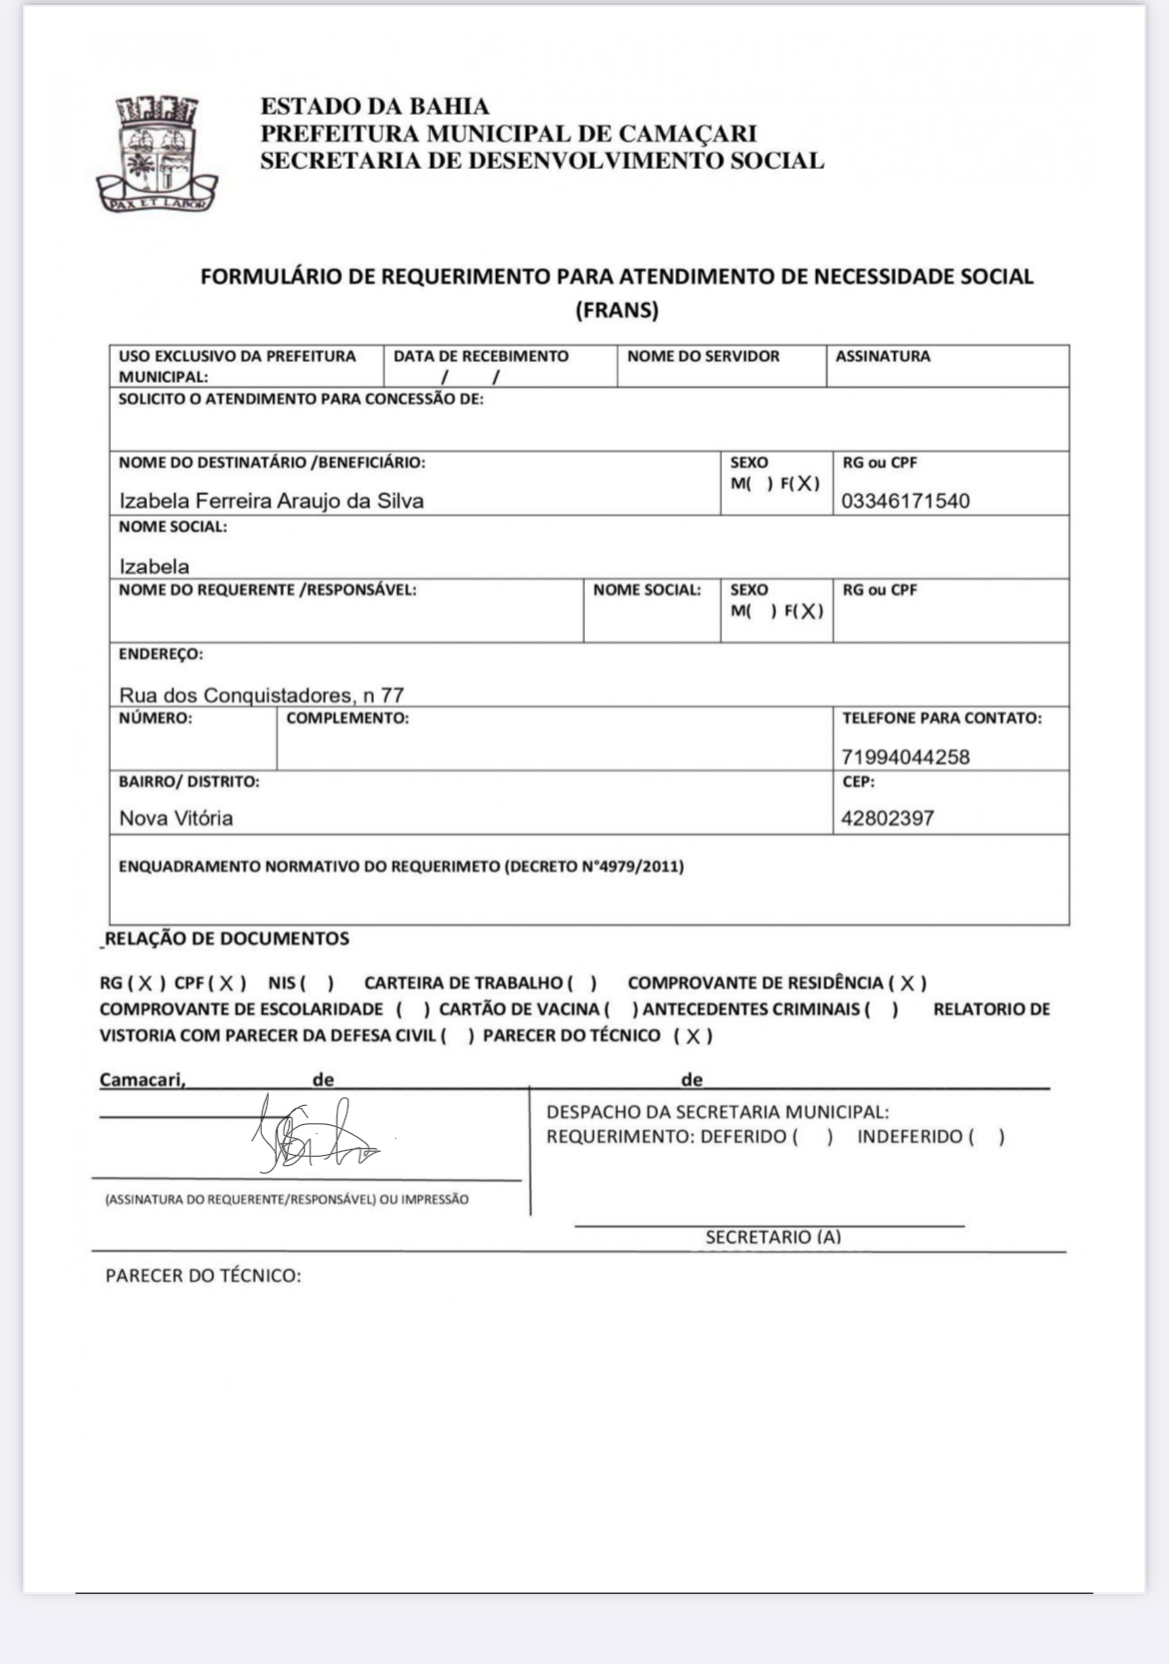 PAX ET LABOR
ESTADO DA BAHIA
PREFEITURA MUNICIPAL DE CAMAÇARI
SECRETARIA DE DESENVOLVIMENTO SOCIAL
FORMULÁRIO DE REQUERIMENTO PARA ATENDIMENTO DE NECESSIDADE SOCIAL
(FRANS)
USO EXCLUSIVO DA PREFEITURA MUNICIPAL: DATA DE RECEBIMENTO / / NOME DO SERVIDOR ASSINATURA
SOLICITO O ATENDIMENTO PARA CONCESSÃO DE:
NOME DO DESTINATÁRIO /BENEFICIÁRIO: SEXO RG ou CPF
M( ) F(X)
Izabela Ferreira Araujo da Silva 03346171540
NOME SOCIAL:
Izabela
NOME DO REQUERENTE /RESPONSÁVEL: NOME SOCIAL: SEXO RG ou CPF
M( ) F(X)
ENDEREÇO:
Rua dos Conquistadores, n 77
NÚMERO: COMPLEMENTO: TELEFONE PARA CONTATO:
71994044258
BAIRRO/ DISTRITO: CEP:
Nova Vitória 42802397
ENQUADRAMENTO NORMATIVO DO REQUERIMETO (DECRETO N°4979/2011)
_RELAÇÃO DE DOCUMENTOS
RG ( X ) CPF ( X ) NIS ( ) CARTEIRA DE TRABALHO ( ) COMPROVANTE DE RESIDÊNCIA ( X )
COMPROVANTE DE ESCOLARIDADE ( ) CARTÃO DE VACINA ( ) ANTECEDENTES CRIMINAIS ( ) RELATORIO DE
VISTORIA COM PARECER DA DEFESA CIVIL ( ) PARECER DO TÉCNICO ( X )
Camacari,____________ de ______________________________ de ______________________________
DESPACHO DA SECRETARIA MUNICIPAL:
REQUERIMENTO: DEFERIDO ( ) INDEFERIDO ( )
(ASSINATURA DO REQUERENTE/RESPONSÁVEL) OU IMPRESSÃO
SECRETARIO (A)
PARECER DO TÉCNICO: